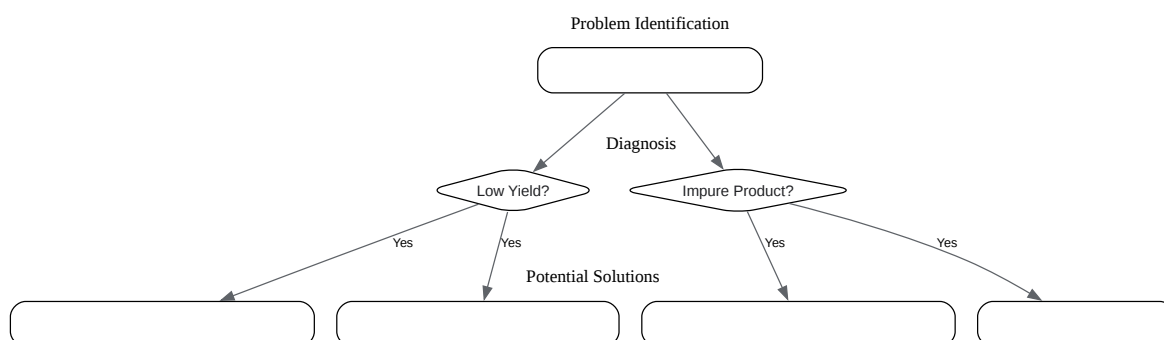 Problem Identification
Diagnosis
Low Yield?
Impure Product?
Yes
Yes
Yes
Yes
Potential Solutions